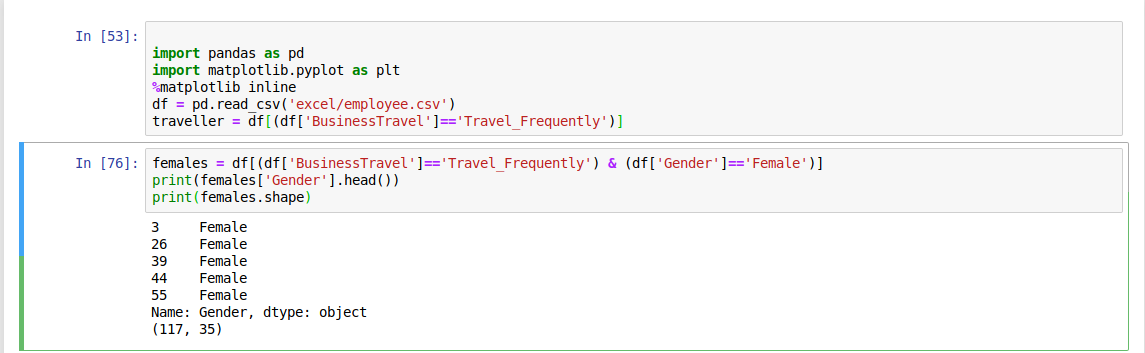 In [53]:
import pandas as pd
import matplotlib.pyplot as plt
%matplotlib inline
df = pd.read_csv('excel/employee.csv')
traveller = df[(df['BusinessTravel']=='Travel_Frequently')]
In [76]: females = df[(df['BusinessTravel']=='Travel_Frequently') & (df['Gender']=='Female')]
print(females['Gender'].head())
print(females.shape)
3     Female
26    Female
39    Female
44    Female
55    Female
Name: Gender, dtype: object
(117, 35)